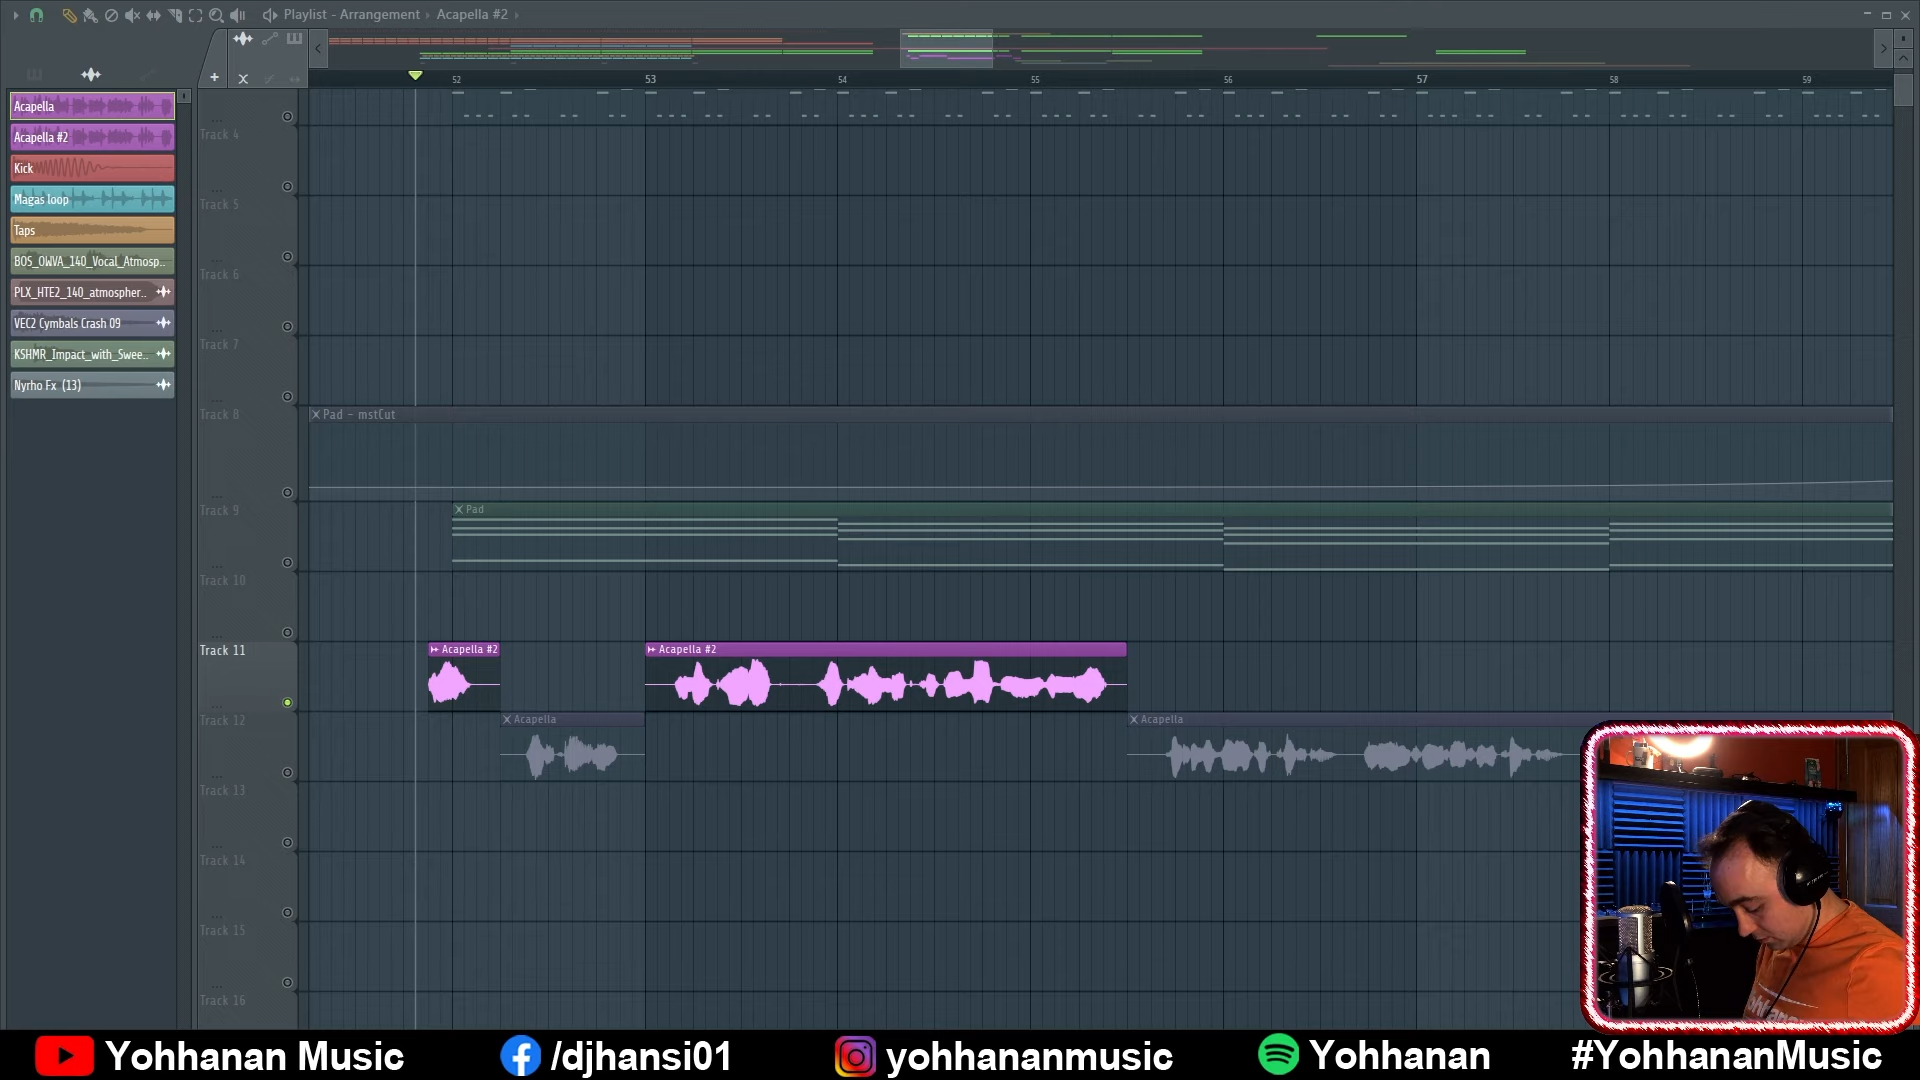 Playlist - Arrangement › Acapella #2 ›
52 53 54 55 56 57 58 59
Acapella
Acapella #2
Kick
Magas loop
Taps
BOS_OWVA_140_Vocal_Atmosp..
PLX_HTE2_140_atmospher..
VEC2 Cymbals Crash 09
KSHMR_Impact_with_Swee..
Nyrho Fx (13)
Track 4
Track 5
Track 6
Track 7
Track 8
Pad - mstCut
Track 9
Pad
Track 10
Track 11
Acapella #2
Acapella #2
Track 12
Acapella
Acapella
Track 13
Track 14
Track 15
Track 16
Yohhanan Music
/djhansi01
yohhananmusic
Yohhanan
#YohhananMusic